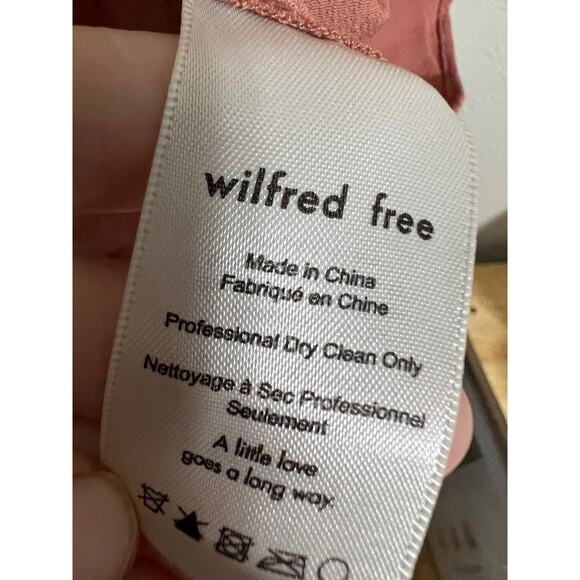 wilfred free
Made in China
Fabriqué en Chine
Professional Dry Clean Only
Nettoyage à Sec Professionnel
Seulement
A little love
goes a long way.